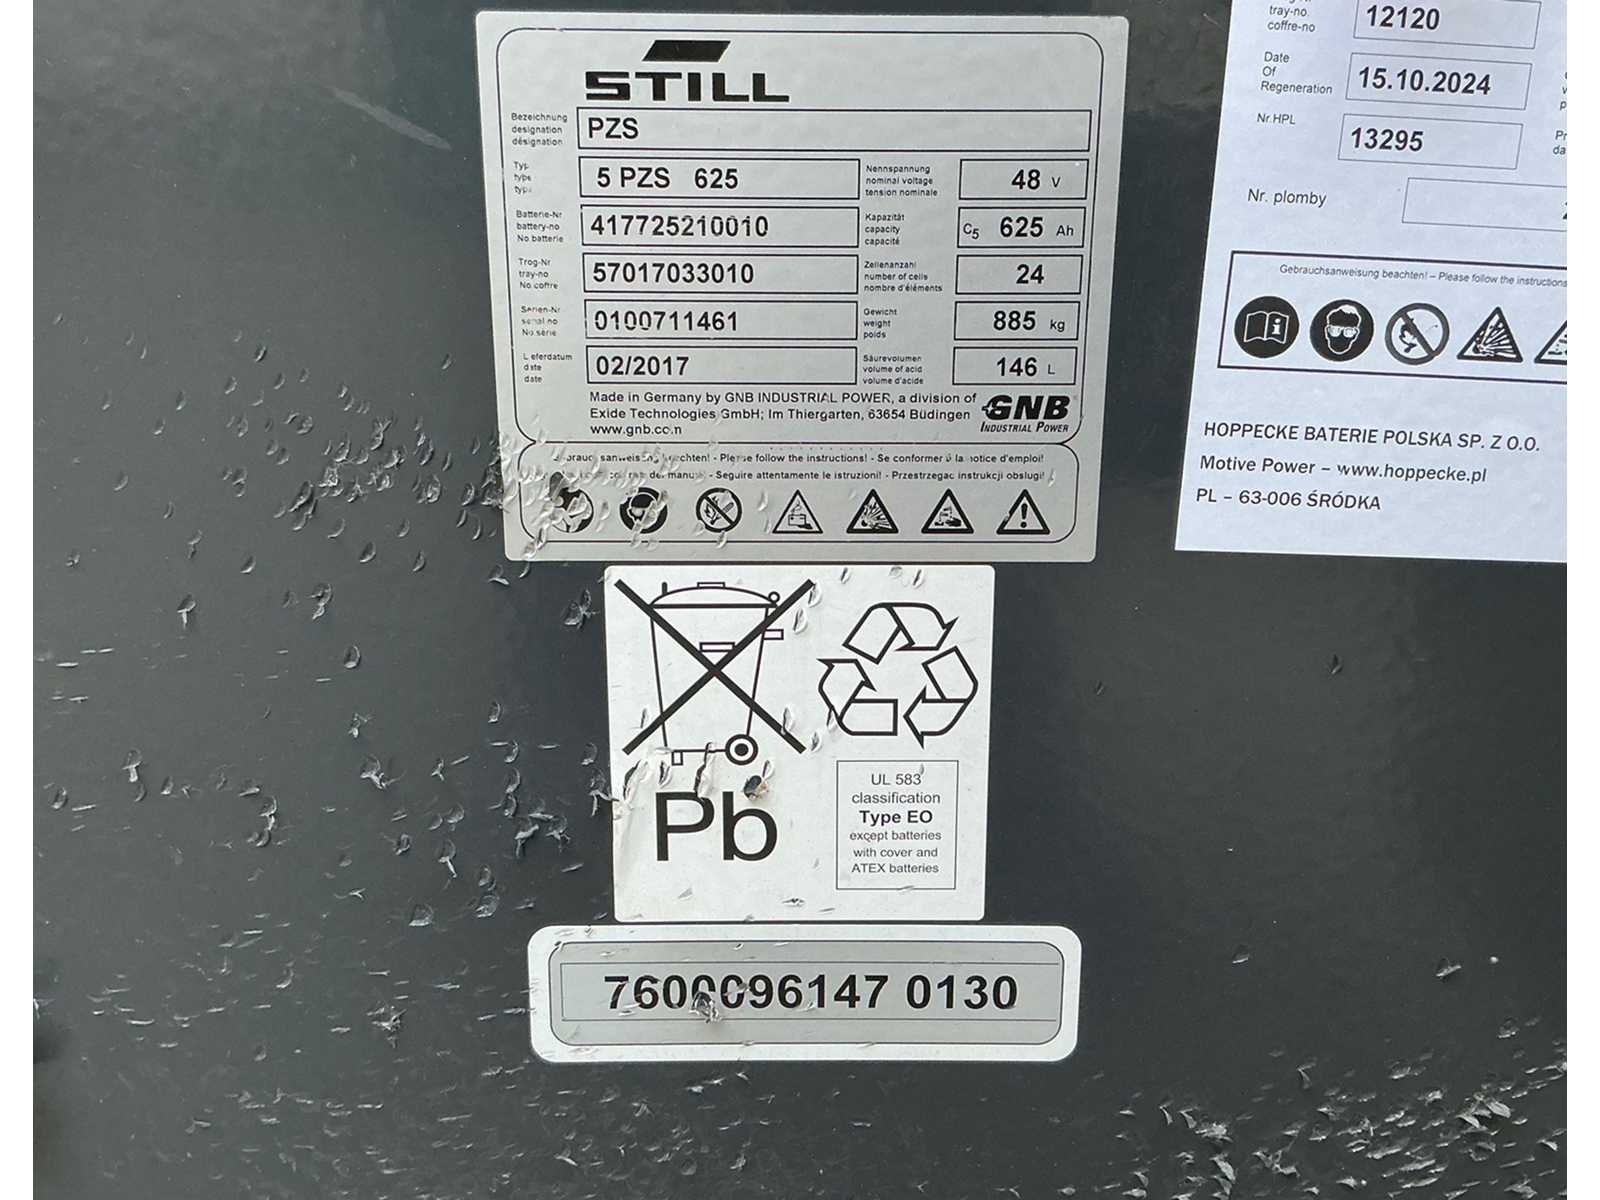 STILL
Bezeichnung
designation
désignation
PZS
Typ
type
type
5 PZS 625
Nennspannung
nominal voltage
tension nominale
48 V
Batterie-Nr
battery-no
No batterie
417725210010
Kapazität
capacity
capacité
C5 625 Ah
Trog-Nr
tray-no
No coffre
57017033010
Zellenanzahl
number of cells
nombre d'éléments
24
Serien-Nr
serial no
No série
0100711461
Gewicht
weight
poids
885 kg
Lieferdatum
date
date
02/2017
Säurevolumen
volume of acid
volume d'acide
146 L
Made in Germany by GNB INDUSTRIAL POWER, a division of
Exide Technologies GmbH; Im Thiergarten, 63654 Büdingen
www.gnb.com
GNB
INDUSTRIAL POWER
beachten! - Please follow the instructions! - Se conformer à la notice d'emploi!
- Seguire attentamente le istruzioni! - Przestrzegac instrukcji obslugi!
Pb
UL 583
classification
Type EO
except batteries
with cover and
ATEX batteries
7600096147 0130
tray-no.
coffre-no
12120
Date
Of
Regeneration
15.10.2024
Nr.HPL
13295
Nr. plomby
Gebrauchsanweisung beachten! – Please follow the instructions
HOPPECKE BATERIE POLSKA SP. Z O.O.
Motive Power – www.hoppecke.pl
PL – 63-006 ŚRÓDKA